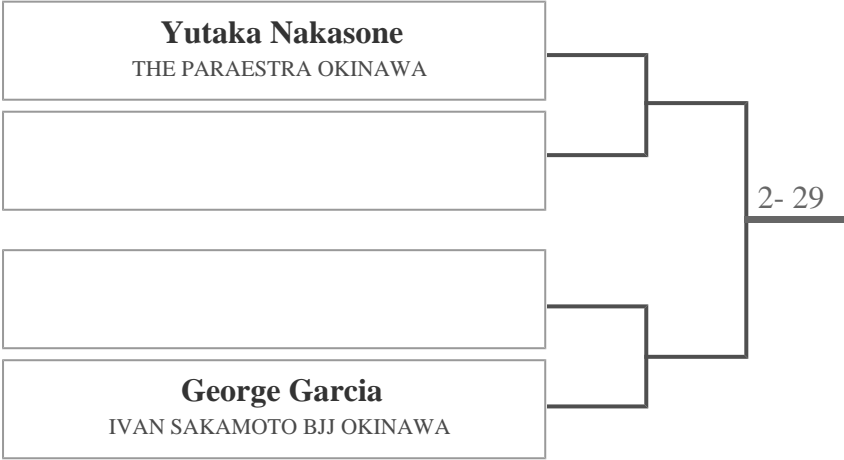 Yutaka Nakasone
THE PARAESTRA OKINAWA
2- 29
George Garcia
IVAN SAKAMOTO BJJ OKINAWA